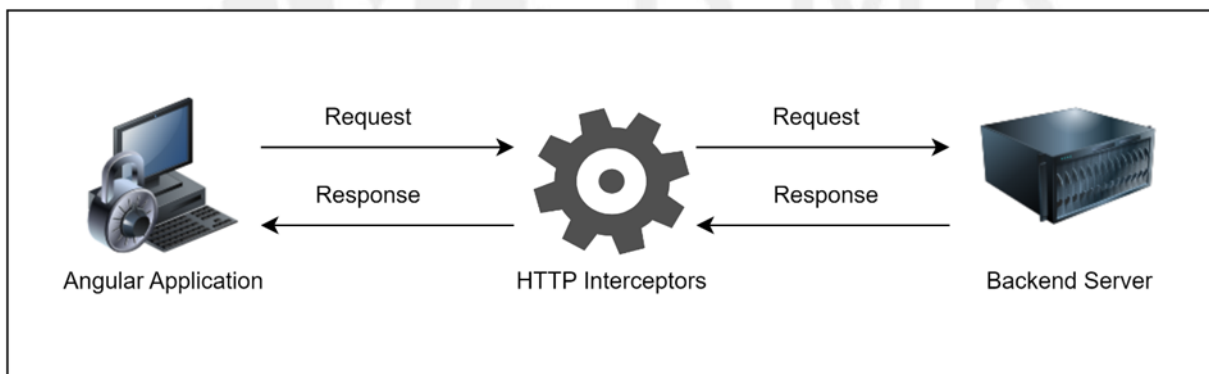 Request
Request
Response
Response
Angular Application
HTTP Interceptors
Backend Server